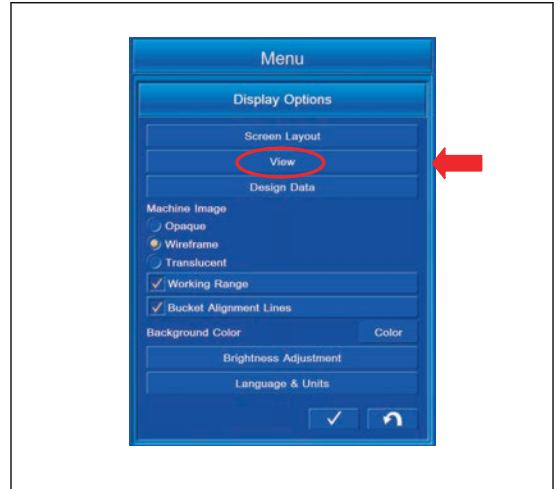 Menu
Display Options
Screen Layout
View
Design Data
Machine Image
Opaque
Wireframe
Translucent
Working Range
Bucket Alignment Lines
Background Color Color
Brightness Adjustment
Language & Units